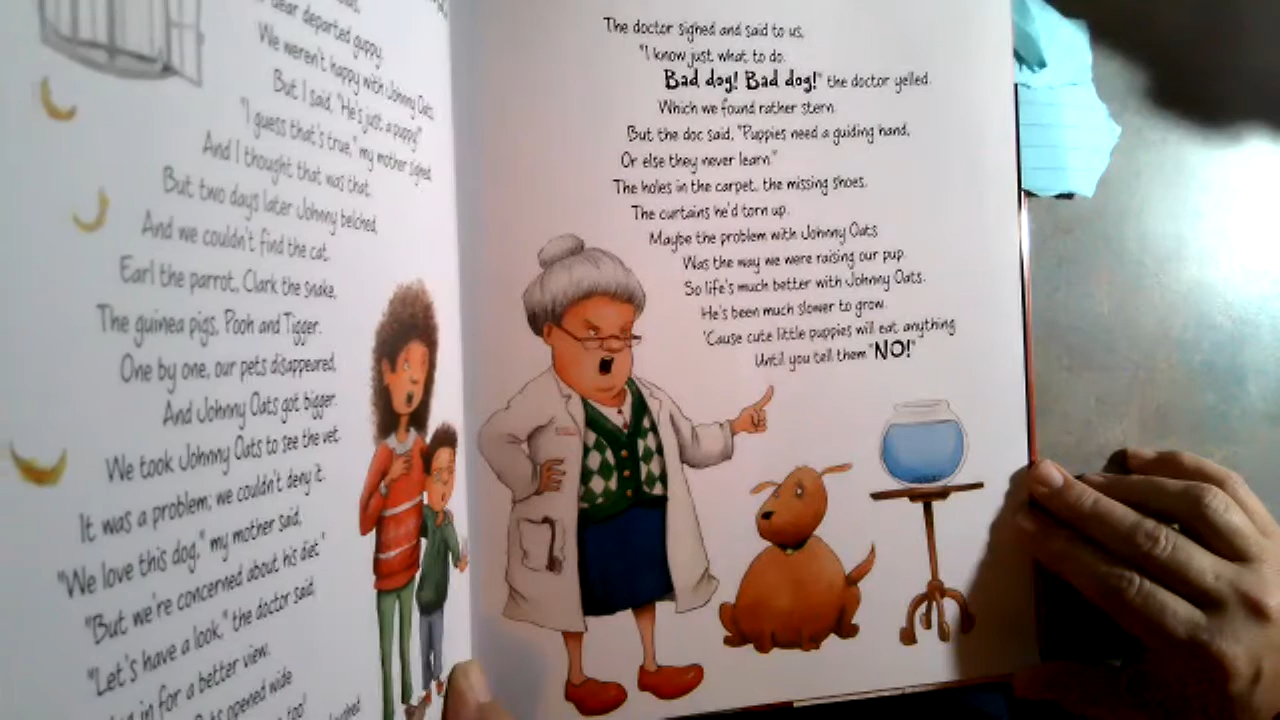 dear departed guppy.
We weren't happy with Johnny Oats.
But I said, "He's just a puppy!"
"I guess that's true," my mother sighed.
And I thought that was that.
But two days later Johnny belched,
And we couldn't find the cat.
Earl the parrot, Clark the snake,
The guinea pigs, Pooh and Tigger.
One by one, our pets disappeared,
And Johnny Oats got bigger.
We took Johnny Oats to see the vet.
It was a problem; we couldn't deny it.
"We love this dog," my mother said,
"But we're concerned about his diet."
"Let's have a look," the doctor said,
in for a better view.
Oats opened wide
too!
The doctor sighed and said to us,
"I know just what to do.
Bad dog! Bad dog!" the doctor yelled.
Which we found rather stern.
But the doc said, "Puppies need a guiding hand,
Or else they never learn."
The holes in the carpet, the missing shoes,
The curtains he'd torn up.
Maybe the problem with Johnny Oats
Was the way we were raising our pup.
So life's much better with Johnny Oats.
He's been much slower to grow.
'Cause cute little puppies will eat anything
Until you tell them "NO!"